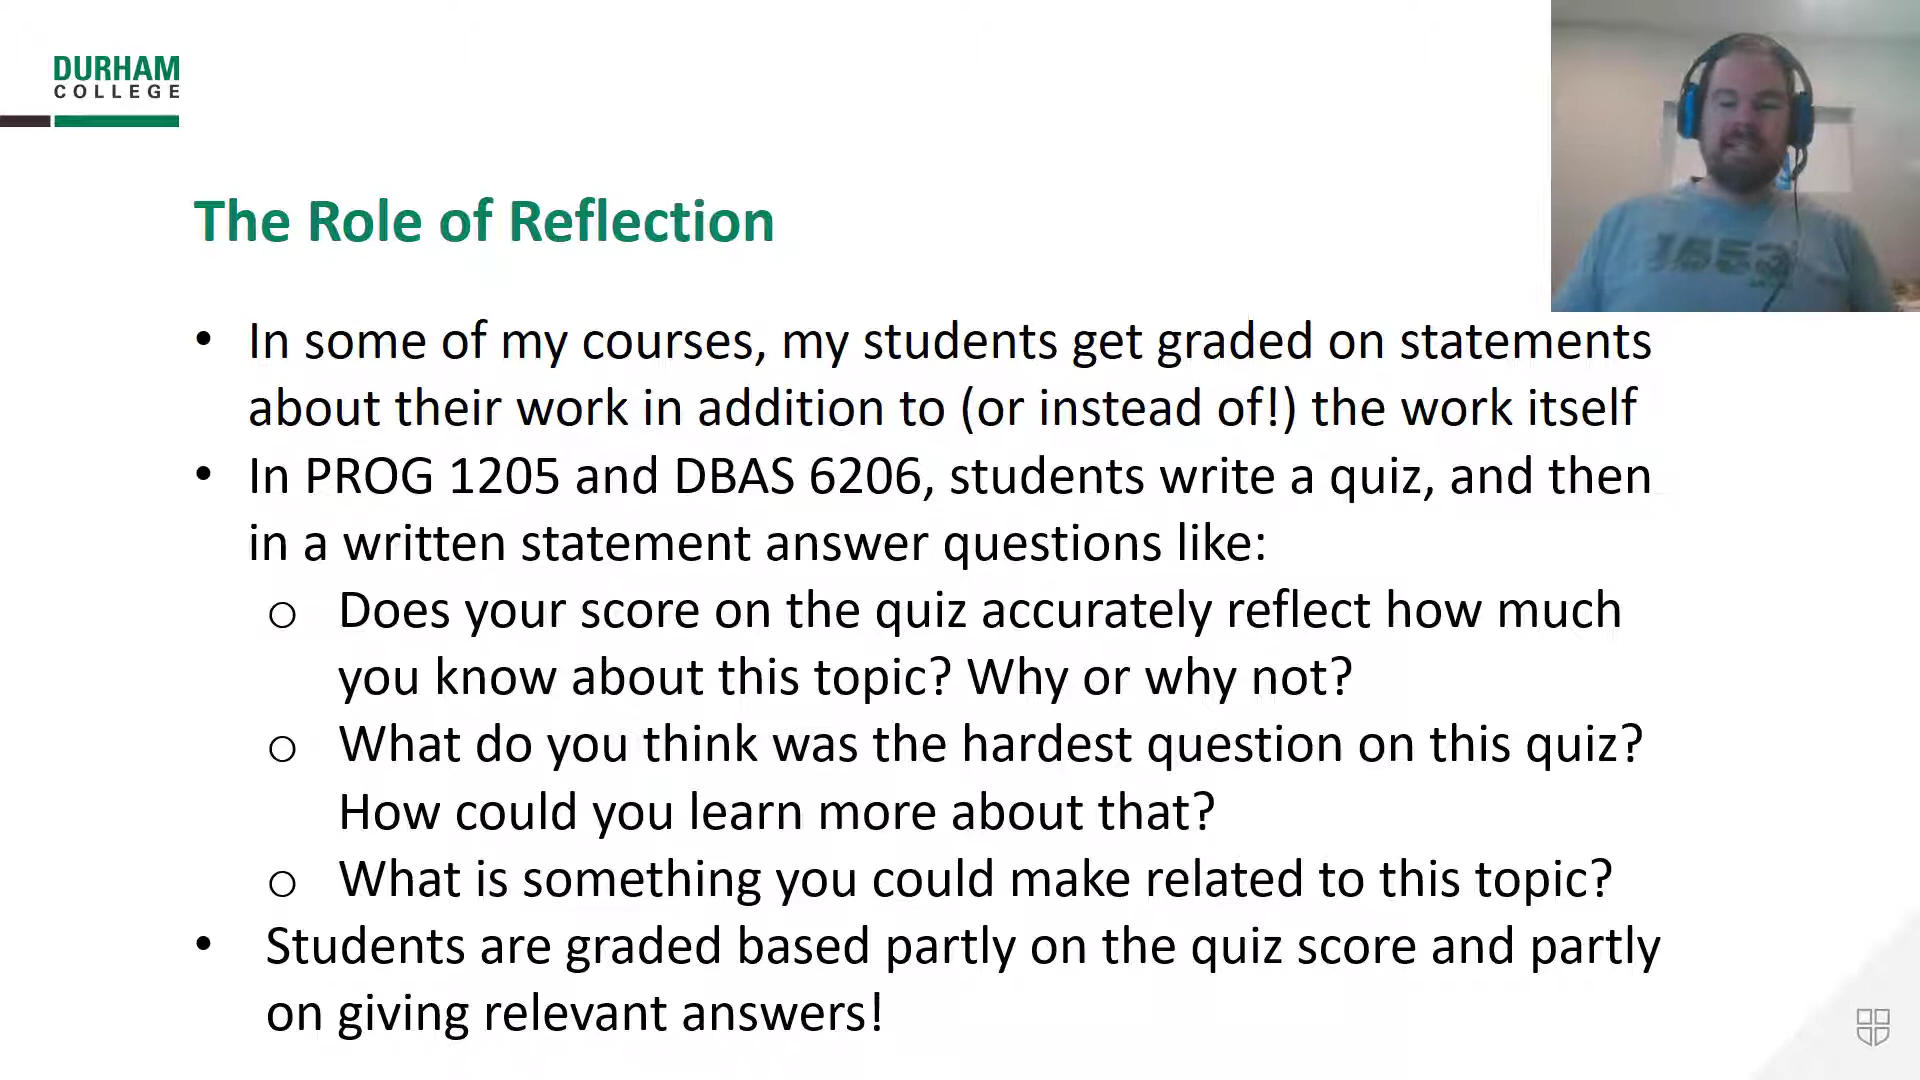 DURHAM
COLLEGE
The Role of Reflection
• In some of my courses, my students get graded on statements
about their work in addition to (or instead of!) the work itself
• In PROG 1205 and DBAS 6206, students write a quiz, and then
in a written statement answer questions like:
o Does your score on the quiz accurately reflect how much
you know about this topic? Why or why not?
o What do you think was the hardest question on this quiz?
How could you learn more about that?
o What is something you could make related to this topic?
• Students are graded based partly on the quiz score and partly
on giving relevant answers!